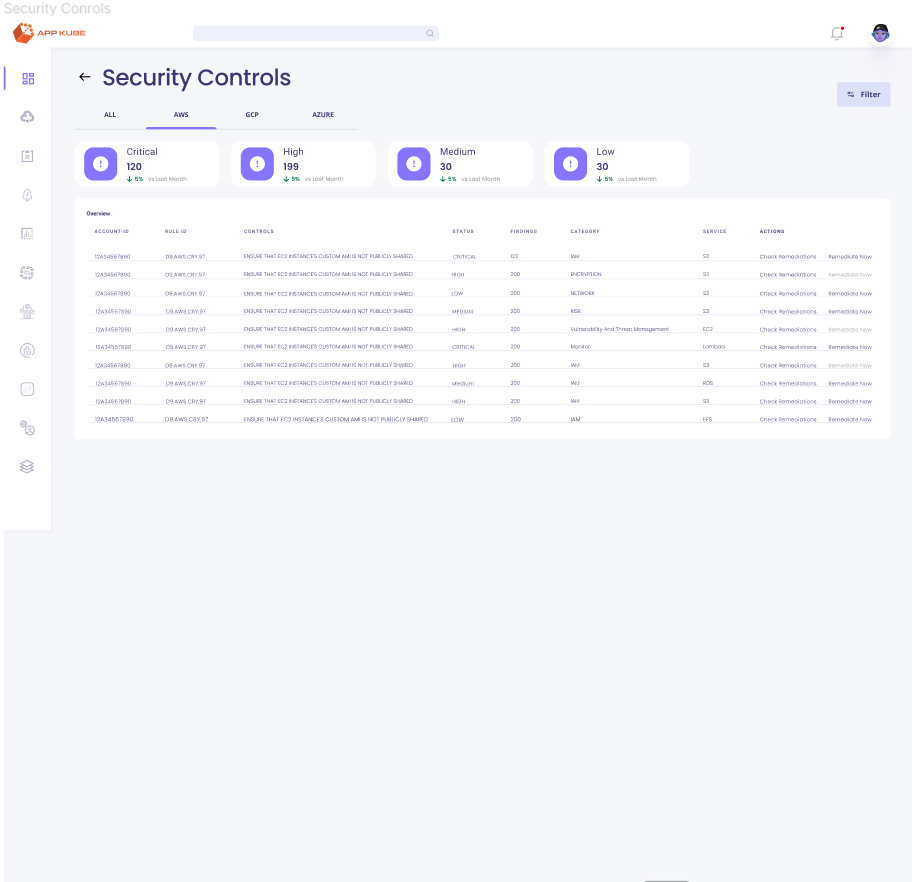 Security Conrols
APP KUBE
Security Controls
Filter
ALL AWS GCP AZURE
Critical
120
5% vs Last Month
High
199
5% vs Last Month
Medium
30
5% vs Last Month
Low
30
5% vs Last Month
Overview
ACCOUNT-ID RULE ID CONTROLS STATUS FINDINGS CATEGORY SERVICE ACTIONS
12A34567890 D9.AWS.CRY.97 ENSURE THAT EC2 INSTANCE'S CUSTOM AMI IS NOT PUBLICLY SHARED CRITICAL 123 IAM S3 Check Remediations Remediate Now
12A34567890 D9.AWS.CRY.97 ENSURE THAT EC2 INSTANCE'S CUSTOM AMI IS NOT PUBLICLY SHARED HIGH 200 ENCRYPTION S3 Check Remediations Remediate Now
12A34567890 D9.AWS.CRY.97 ENSURE THAT EC2 INSTANCE'S CUSTOM AMI IS NOT PUBLICLY SHARED LOW 200 NETWORK S3 Check Remediations Remediate Now
12A34567890 D9.AWS.CRY.97 ENSURE THAT EC2 INSTANCE'S CUSTOM AMI IS NOT PUBLICLY SHARED MEDIUM 200 RISK S3 Check Remediations Remediate Now
12A34567890 D9.AWS.CRY.97 ENSURE THAT EC2 INSTANCE'S CUSTOM AMI IS NOT PUBLICLY SHARED HIGH 200 Vulnerability And Threat Management EC2 Check Remediations Remediate Now
12A34567890 D9.AWS.CRY.97 ENSURE THAT EC2 INSTANCE'S CUSTOM AMI IS NOT PUBLICLY SHARED CRITICAL 200 Monitor Lambda Check Remediations Remediate Now
12A34567890 D9.AWS.CRY.97 ENSURE THAT EC2 INSTANCE'S CUSTOM AMI IS NOT PUBLICLY SHARED HIGH 200 IAM S3 Check Remediations Remediate Now
12A34567890 D9.AWS.CRY.97 ENSURE THAT EC2 INSTANCE'S CUSTOM AMI IS NOT PUBLICLY SHARED Medium 200 IAM RDS Check Remediations Remediate Now
12A34567890 D9.AWS.CRY.97 ENSURE THAT EC2 INSTANCE'S CUSTOM AMI IS NOT PUBLICLY SHARED HIGH 200 IAM S3 Check Remediations Remediate Now
12A34567890 D9.AWS.CRY.97 ENSURE THAT EC2 INSTANCE'S CUSTOM AMI IS NOT PUBLICLY SHARED LOW 200 IAM EFS Check Remediations Remediate Now